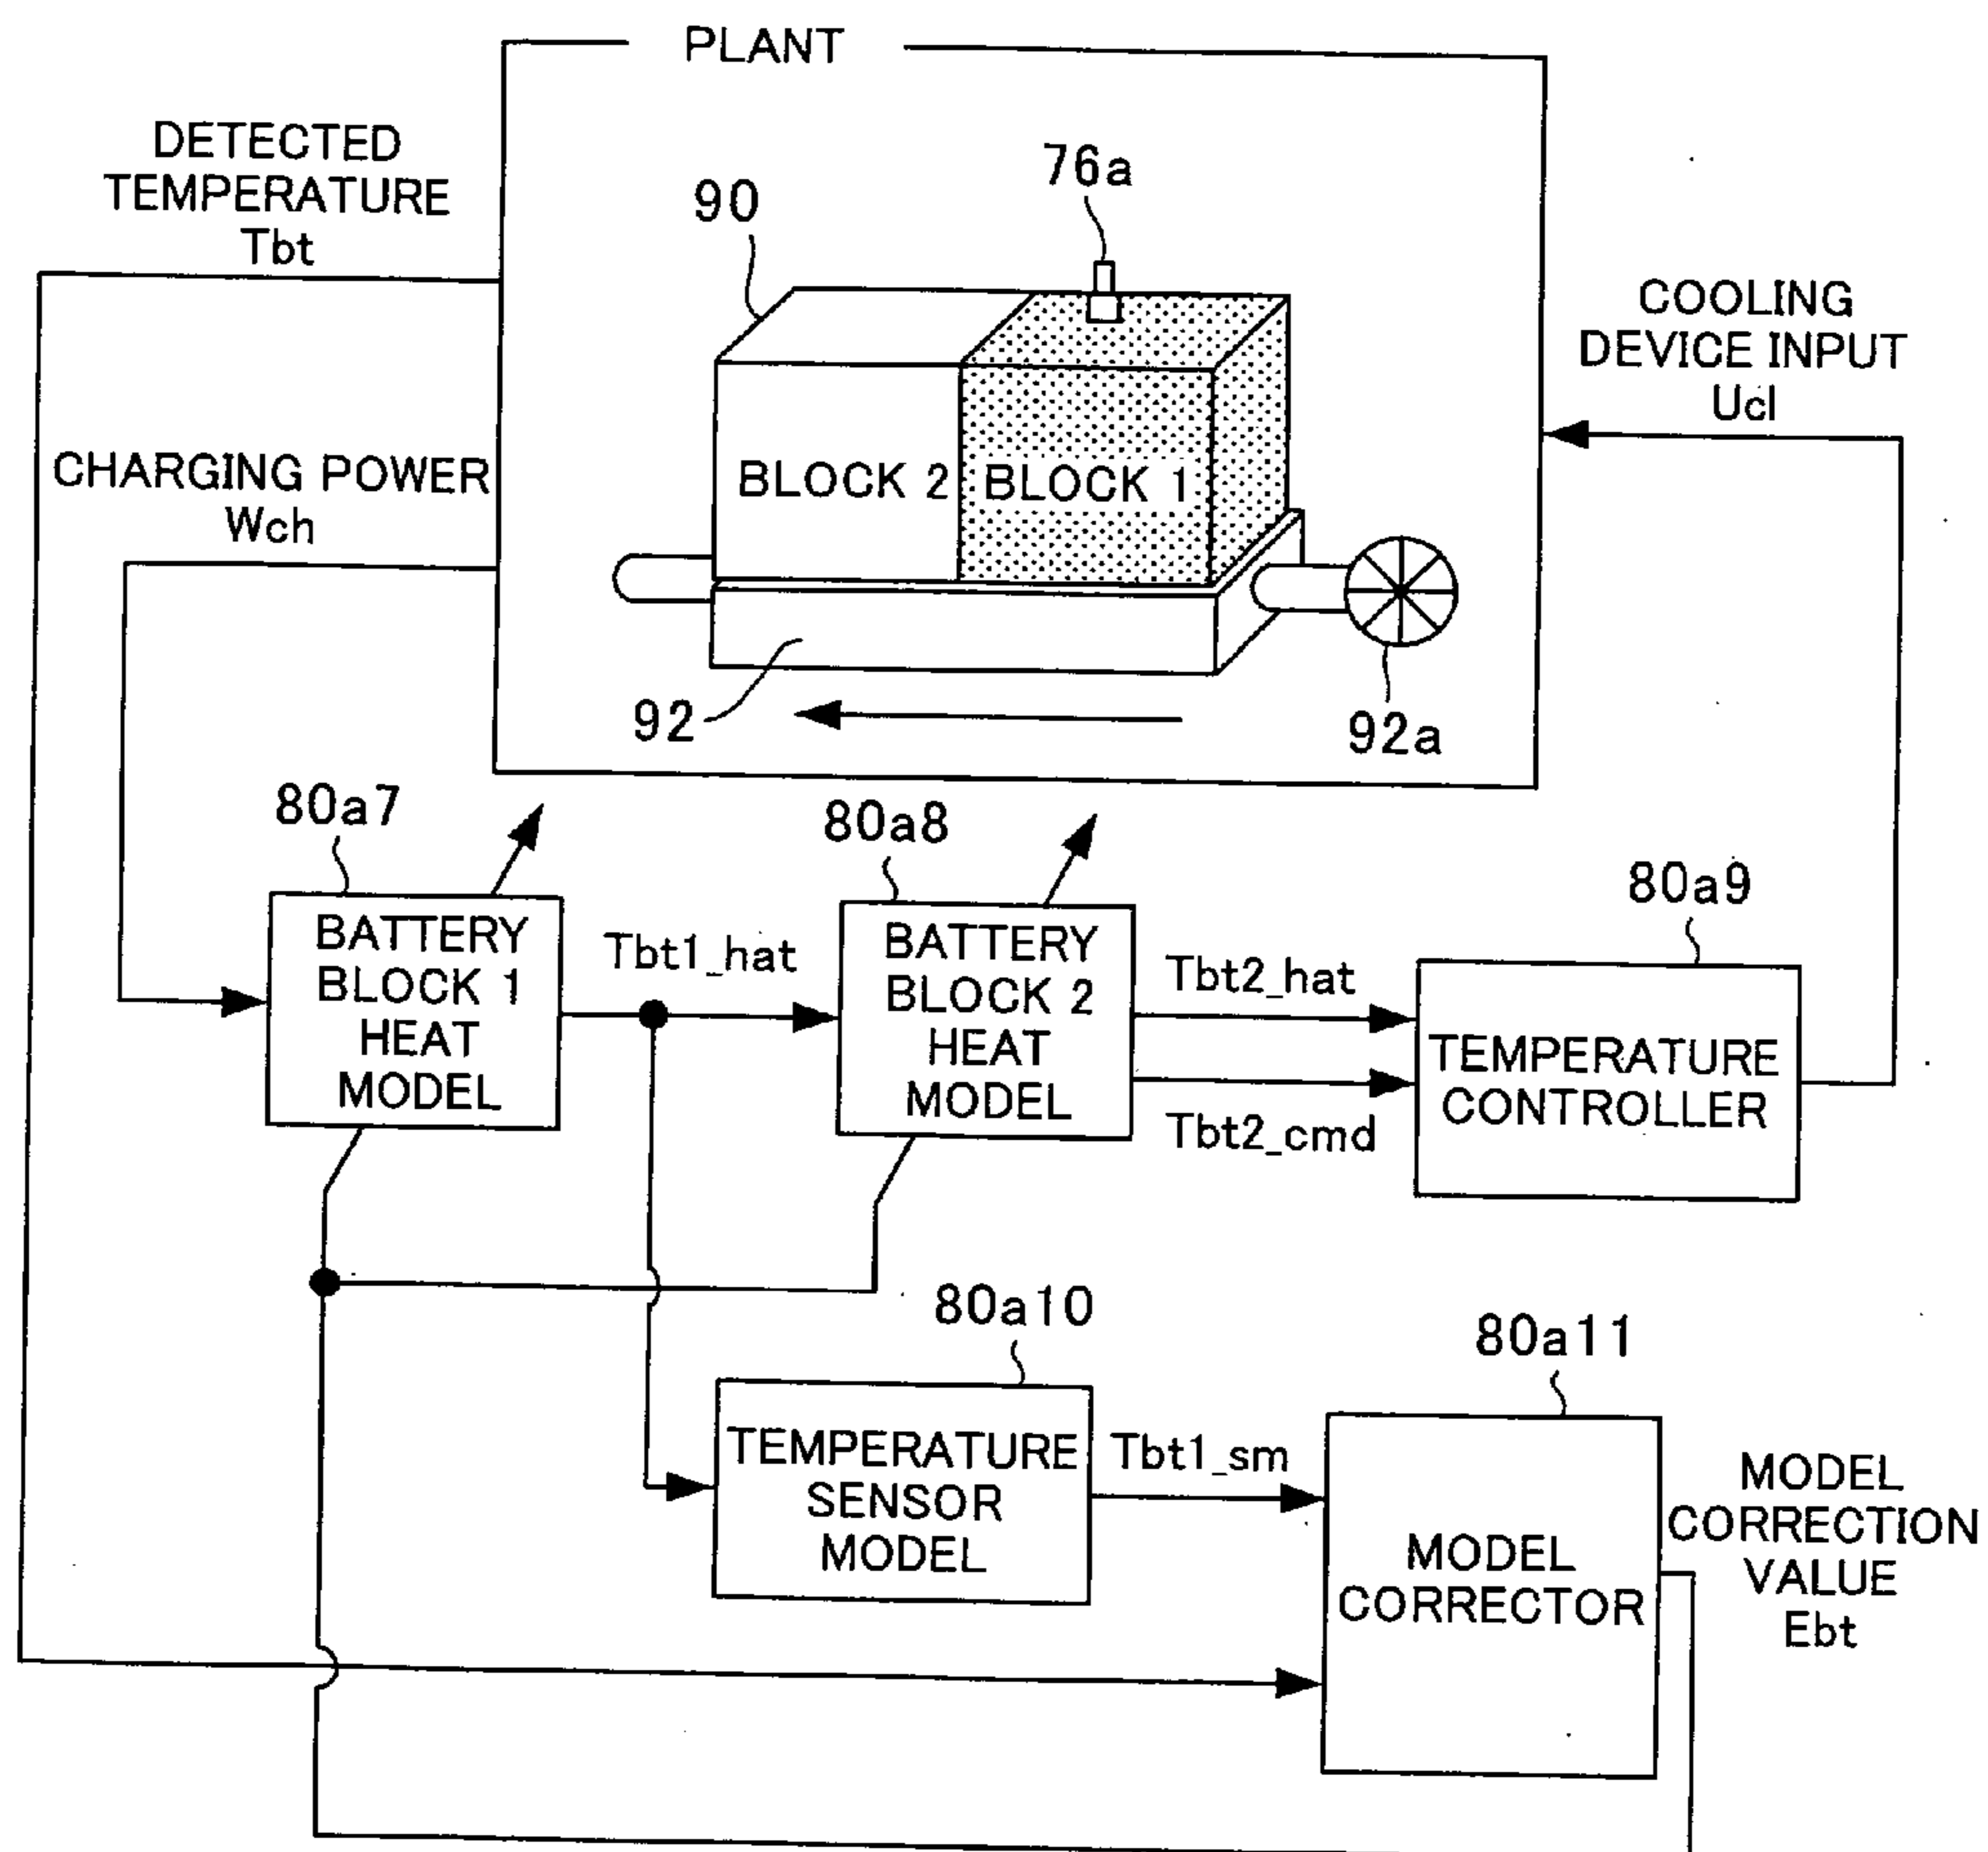 PLANT
DETECTED
TEMPERATURE
Tbt
76a
90
COOLING
DEVICE INPUT
Ucl
CHARGING POWER
Wch
BLOCK 2
BLOCK 1
92
92a
80a7
80a8
80a9
BATTERY
BLOCK 1
HEAT
MODEL
Tbt1_hat
BATTERY
BLOCK 2
HEAT
MODEL
Tbt2_hat
Tbt2_cmd
TEMPERATURE
CONTROLLER
80a10
80a11
TEMPERATURE
SENSOR
MODEL
Tbt1_sm
MODEL
CORRECTOR
MODEL
CORRECTION
VALUE
Ebt